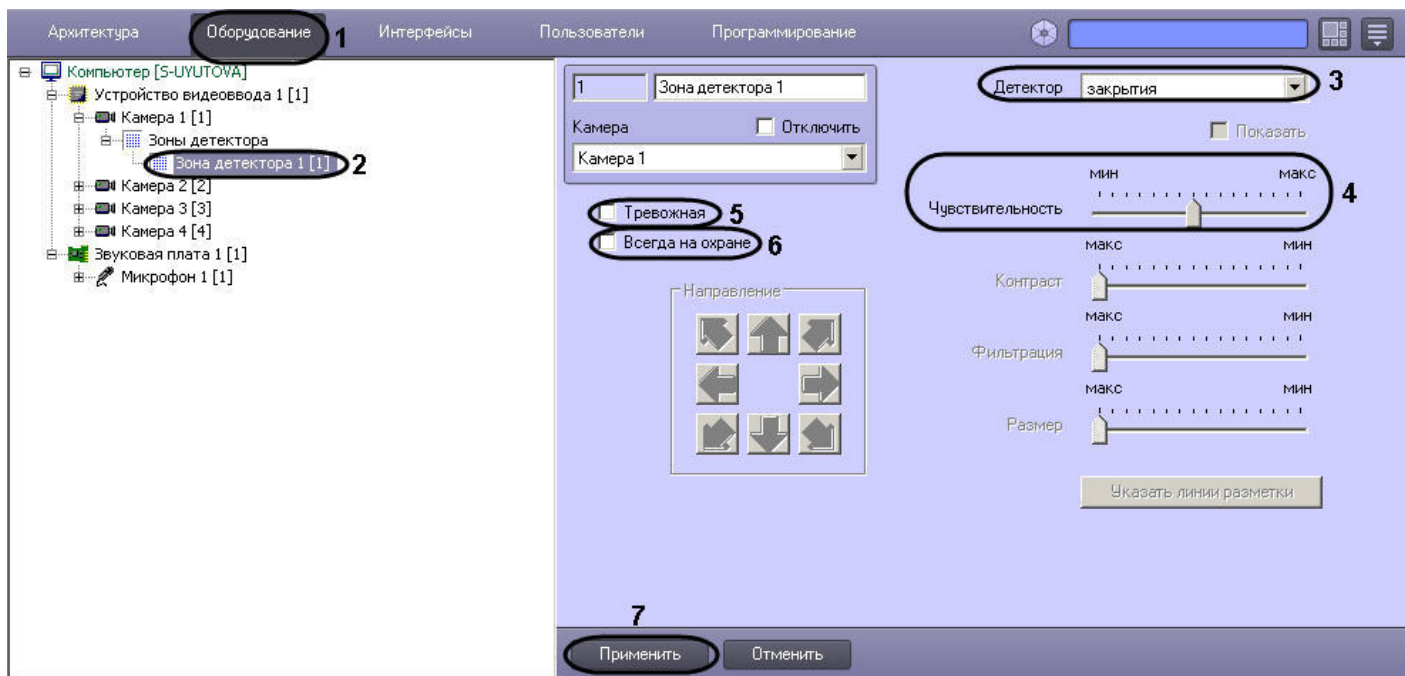 Архитектура Оборудование 1 Интерфейсы Пользователи Программирование
Компьютер [S-UYUTOVA]
Устройство видеоввода 1 [1]
Камера 1 [1]
Зоны детектора
Зона детектора 1 [1] 2
Камера 2 [2]
Камера 3 [3]
Камера 4 [4]
Звуковая плата 1 [1]
Микрофон 1 [1]
1 Зона детектора 1
Камера Отключить
Камера 1
Тревожная 5
Всегда на охране 6
Направление
Детектор закрытия 3
Показать
мин макс
Чувствительность 4
макс мин
Контраст
макс мин
Фильтрация
макс мин
Размер
Указать линии разметки
7
Применить Отменить